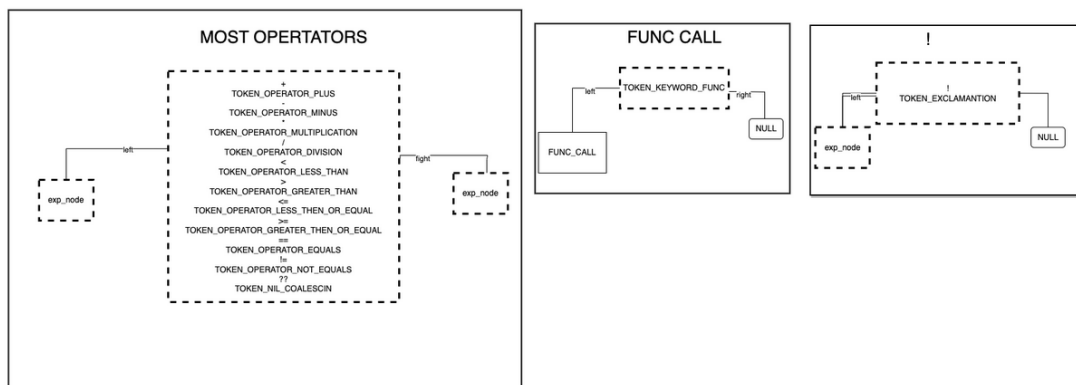 MOST OPERTATORS
+
TOKEN_OPERATOR_PLUS
-
TOKEN_OPERATOR_MINUS
*
TOKEN_OPERATOR_MULTIPLICATION
/
TOKEN_OPERATOR_DIVISION
<
TOKEN_OPERATOR_LESS_THAN
>
TOKEN_OPERATOR_GREATER_THAN
<=
TOKEN_OPERATOR_LESS_THEN_OR_EQUAL
>=
TOKEN_OPERATOR_GREATER_THEN_OR_EQUAL
==
TOKEN_OPERATOR_EQUALS
!=
TOKEN_OPERATOR_NOT_EQUALS
??
TOKEN_NIL_COALESCIN
left
right
exp_node
exp_node
FUNC CALL
left
TOKEN_KEYWORD_FUNC
right
NULL
FUNC_CALL
!
left
!
TOKEN_EXCLAMANTION
NULL
exp_node